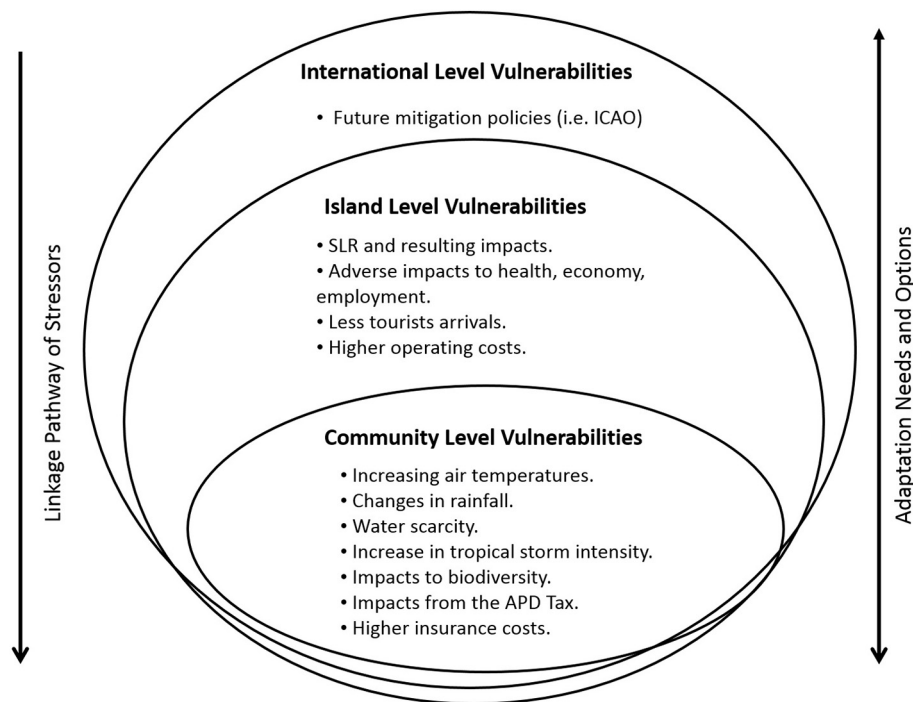 International Level Vulnerabilities
• Future mitigation policies (i.e. ICAO)
Island Level Vulnerabilities
• SLR and resulting impacts.
• Adverse impacts to health, economy,
employment.
• Less tourists arrivals.
• Higher operating costs.
Community Level Vulnerabilities
• Increasing air temperatures.
• Changes in rainfall.
• Water scarcity.
• Increase in tropical storm intensity.
• Impacts to biodiversity.
• Impacts from the APD Tax.
• Higher insurance costs.
Linkage Pathway of Stressors
Adaptation Needs and Options